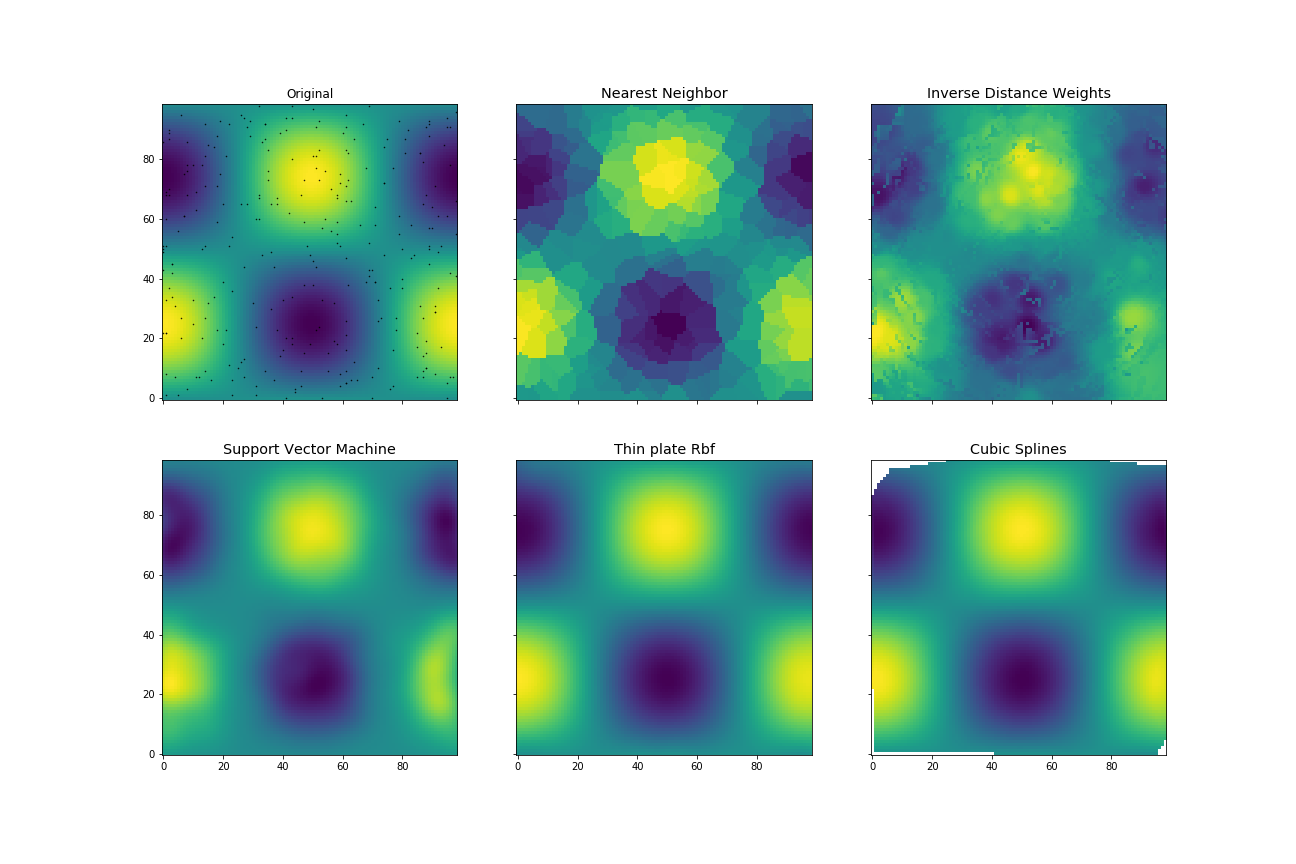 Original
Nearest Neighbor
Inverse Distance Weights
80
60
40
20
0
Support Vector Machine
Thin plate Rbf
Cubic Splines
80
60
40
20
0
0 20 40 60 80
0 20 40 60 80
0 20 40 60 80